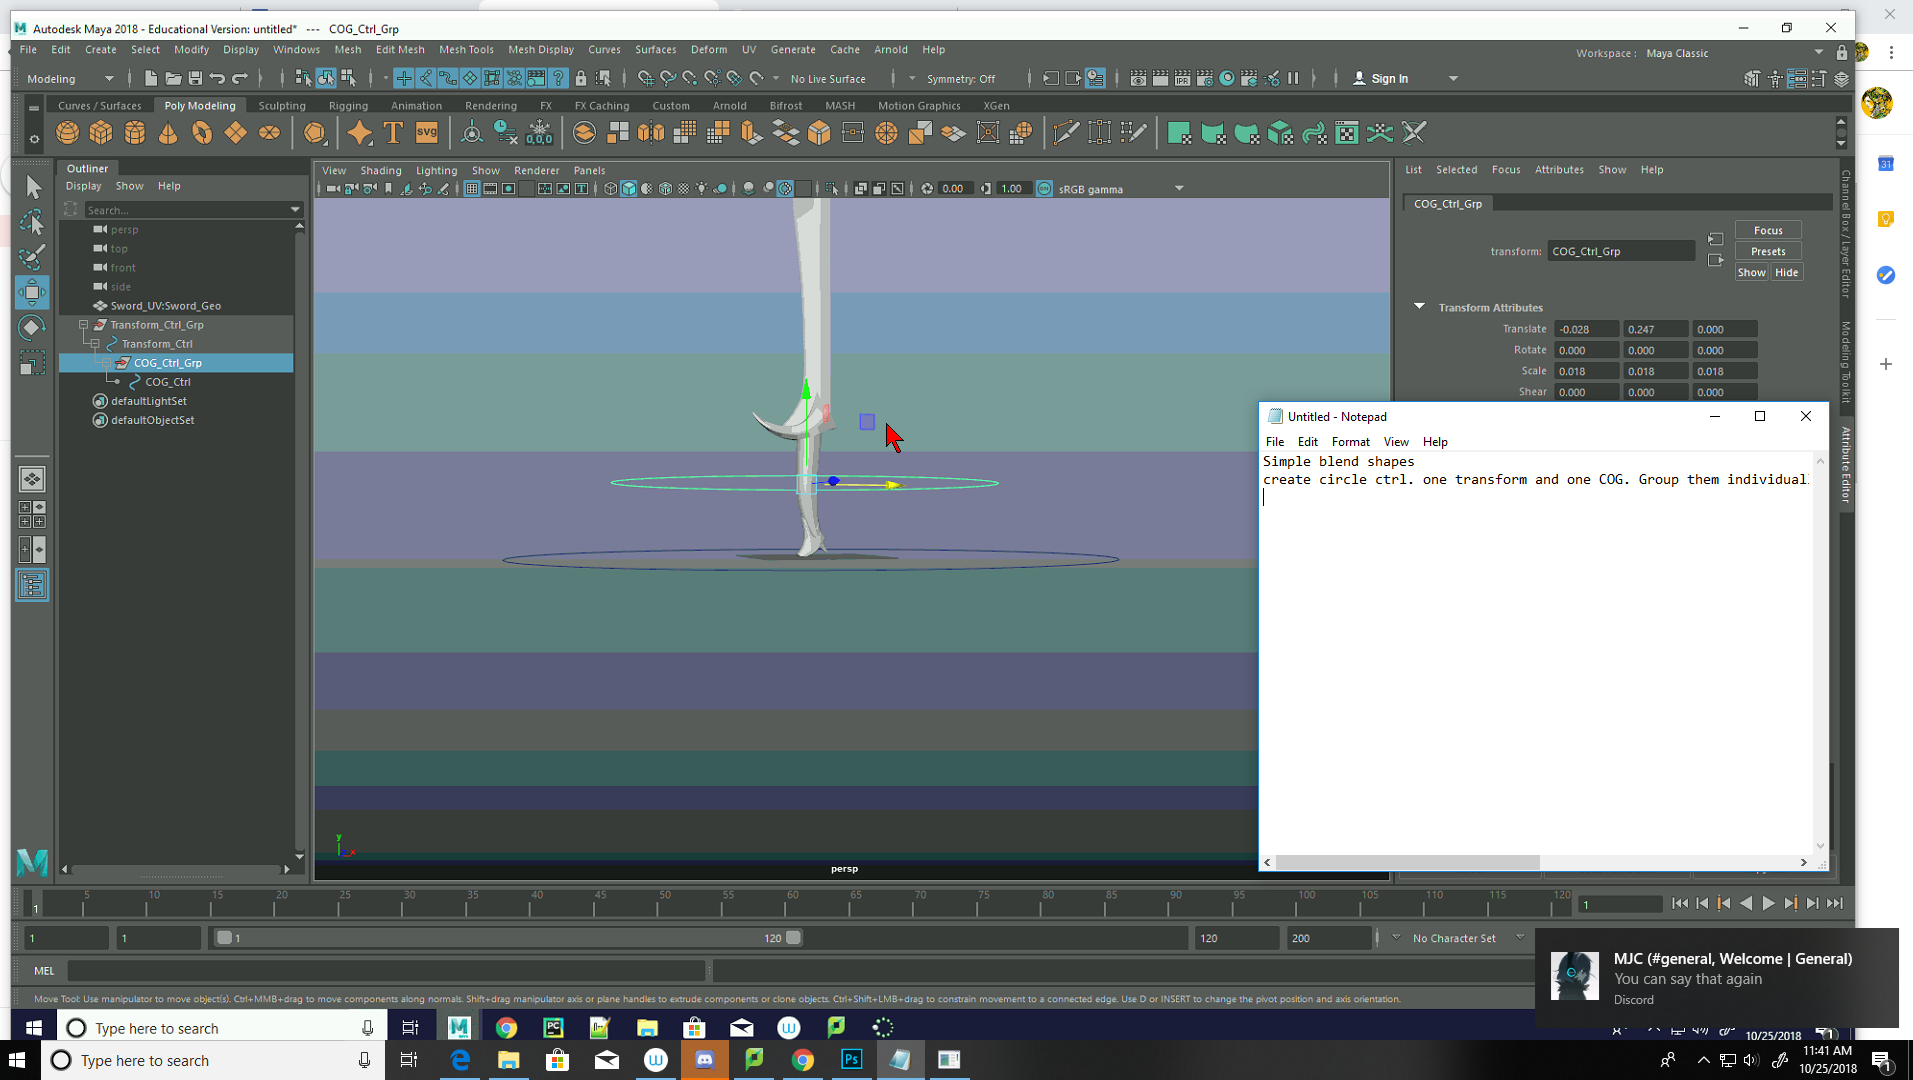 Autodesk Maya 2018 - Educational Version: untitled* --- COG_Ctrl_Grp
File Edit Create Select Modify Display Windows Mesh Edit Mesh Mesh Tools Mesh Display Curves Surfaces Deform UV Generate Cache Arnold Help
Workspace : Maya Classic
Modeling No Live Surface Symmetry: Off Sign In
Curves / Surfaces Poly Modeling Sculpting Rigging Animation Rendering FX FX Caching Custom Arnold Bifrost MASH Motion Graphics XGen
SVG 0,0,0
Outliner
Display Show Help
Search...
persp
top
front
side
Sword_UV:Sword_Geo
Transform_Ctrl_Grp
Transform_Ctrl
COG_Ctrl_Grp
COG_Ctrl
defaultLightSet
defaultObjectSet
View Shading Lighting Show Renderer Panels
0.00 1.00 sRGB gamma
y
x
persp
List Selected Focus Attributes Show Help
COG_Ctrl_Grp
transform: COG_Ctrl_Grp
Focus
Presets
Show Hide
Transform Attributes
Translate -0.028 0.247 0.000
Rotate 0.000 0.000 0.000
Scale 0.018 0.018 0.018
Shear 0.000 0.000 0.000
Channel Box / Layer Editor
Modeling Toolkit
Attribute Editor
Untitled - Notepad
File Edit Format View Help
Simple blend shapes
create circle ctrl. one transform and one COG. Group them individual
1 5 10 15 20 25 30 35 40 45 50 55 60 65 70 75 80 85 90 95 100 105 110 115 120 1
1 1 1 120 120 200 No Character Set
MEL
Move Tool: Use manipulator to move object(s). Ctrl+MMB+drag to move components along normals. Shift+drag manipulator axis or plane handles to extrude components or clone objects. Ctrl+Shift+LMB+drag to constrain movement to a connected edge. Use D or INSERT to change the pivot position and axis orientation.
MJC (#general, Welcome | General)
You can say that again
Discord
Type here to search
10/25/2018
Type here to search
11:41 AM
10/25/2018